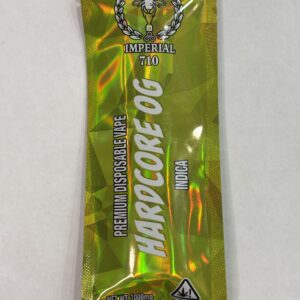 IMPERIAL
710
PREMIUM DISPOSABLE VAPE
HARDCORE OG
INDICA